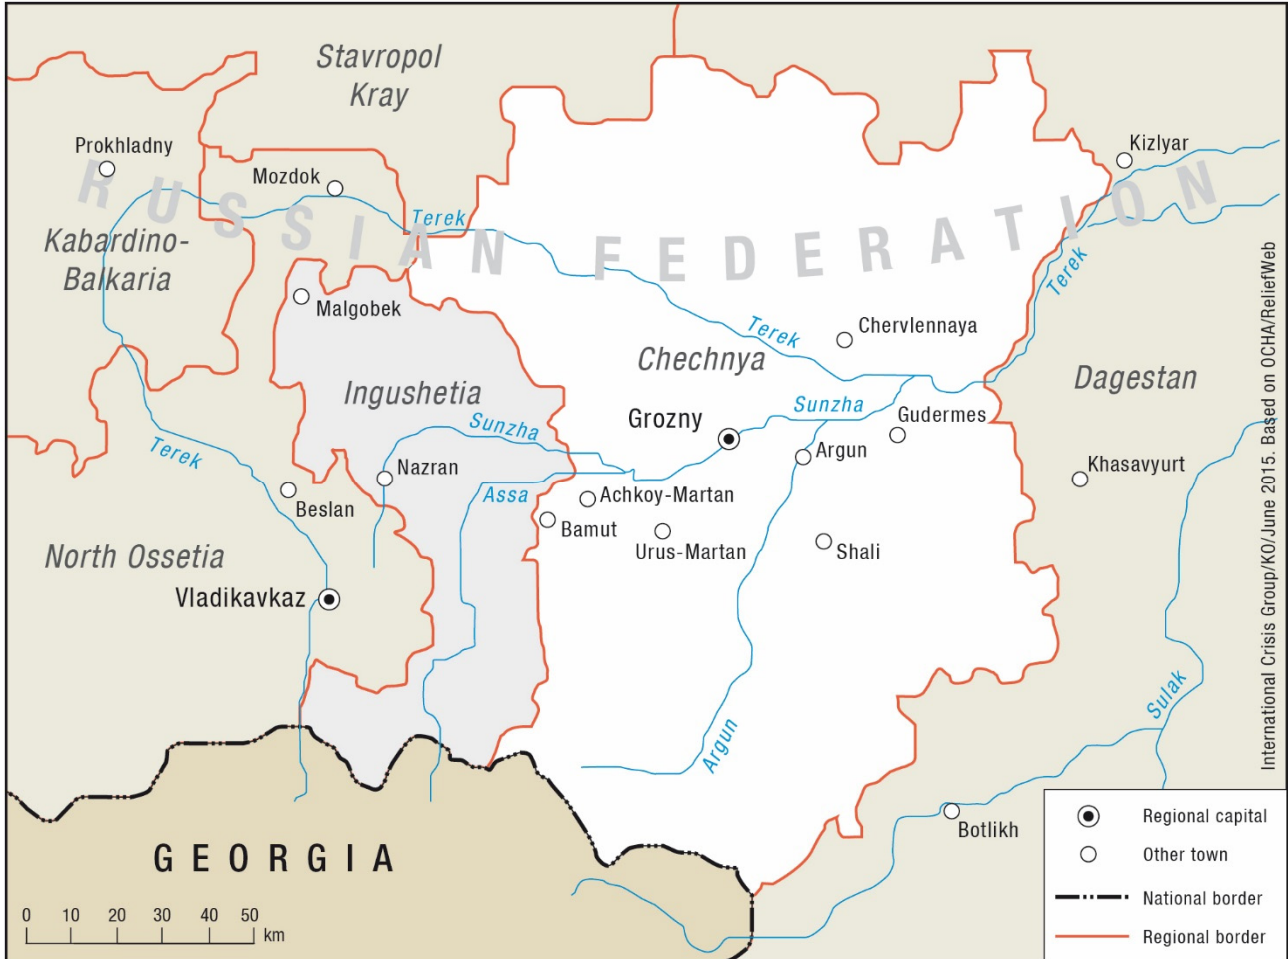 Stavropol
Kray
Prokhladny
Mozdok
Kizlyar
RUSSIAN FEDERATION
Terek
Kabardino-
Balkaria
Terek
Malgobek
Chervlennaya
Terek
Chechnya
Dagestan
Ingushetia
Sunzha
Gudermes
Grozny
Sunzha
Terek
Argun
Khasavyurt
Nazran
Assa
Achkoy-Martan
Beslan
Bamut
Urus-Martan
Shali
North Ossetia
Vladikavkaz
Sulak
Argun
Botlikh
GEORGIA
0 10 20 30 40 50
km
Regional capital
Other town
National border
Regional border
International Crisis Group/KO/June 2015. Based on OCHA/ReliefWeb